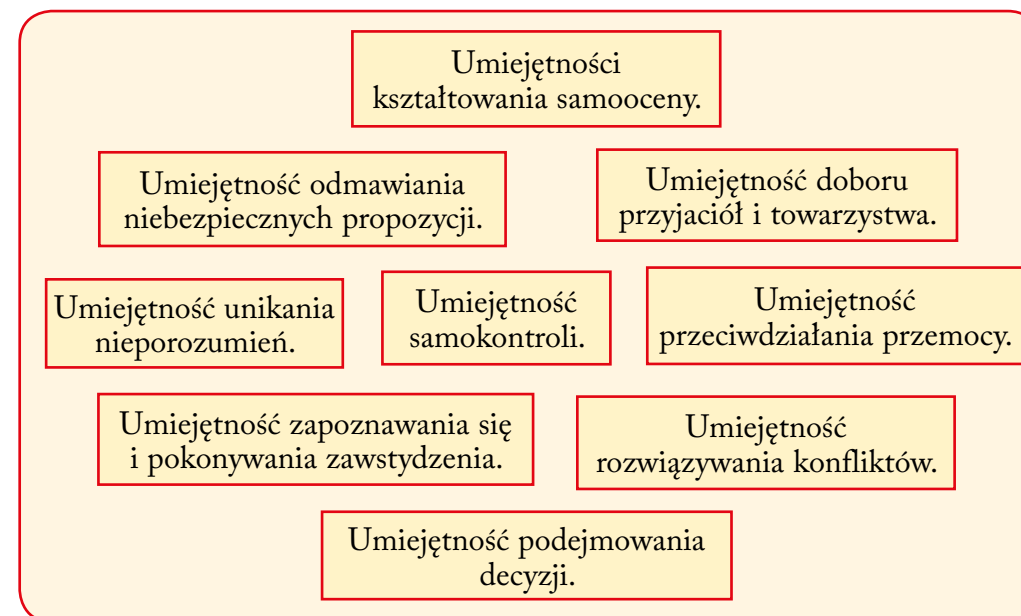 Umiejętności
kształtowania samooceny.
Umiejętność odmawiania
niebezpiecznych propozycji.
Umiejętność doboru
przyjaciół i towarzystwa.
Umiejętność unikania
nieporozumień.
Umiejętność
samokontroli.
Umiejętność
przeciwdziałania przemocy.
Umiejętność zapoznawania się
i pokonywania zawstydzenia.
Umiejętność
rozwiązywania konfliktów.
Umiejętność podejmowania
decyzji.